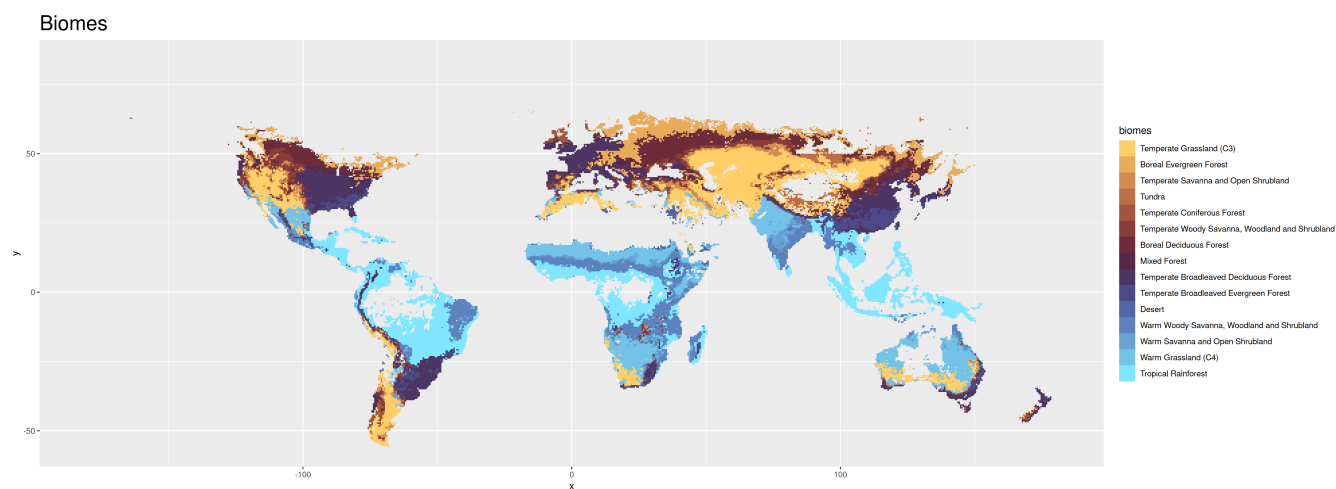 Biomes
50
0
-50
-100
0
100
x
y
biomes
Temperate Grassland (C3)
Boreal Evergreen Forest
Temperate Savanna and Open Shrubland
Tundra
Temperate Coniferous Forest
Temperate Woody Savanna, Woodland and Shrubland
Boreal Deciduous Forest
Mixed Forest
Temperate Broadleaved Deciduous Forest
Temperate Broadleaved Evergreen Forest
Desert
Warm Woody Savanna, Woodland and Shrubland
Warm Savanna and Open Shrubland
Warm Grassland (C4)
Tropical Rainforest